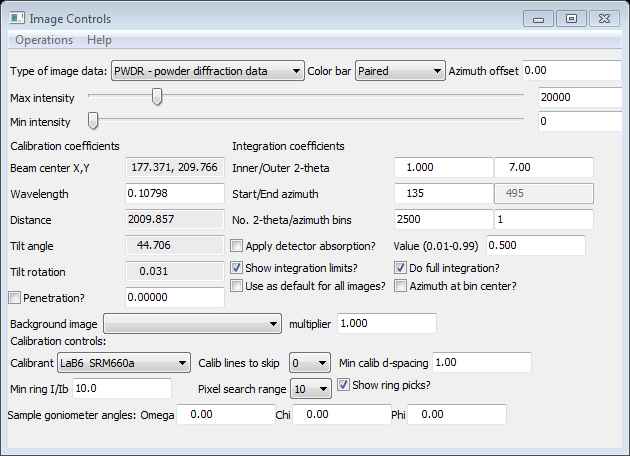 Image Controls
Operations Help
Type of image data: PWDR - powder diffraction data Color bar Paired Azimuth offset 0.00
Max intensity 20000
Min intensity 0
Calibration coefficients Integration coefficients
Beam center X,Y 177.371, 209.766 Inner/Outer 2-theta 1.000 7.00
Wavelength 0.10798 Start/End azimuth 135 495
Distance 2009.857 No. 2-theta/azimuth bins 2500 1
Tilt angle 44.706 Apply detector absorption? Value (0.01-0.99) 0.500
Tilt rotation 0.031 Show integration limits? Do full integration?
Penetration? 0.00000 Use as default for all images? Azimuth at bin center?
Background image multiplier 1.000
Calibration controls:
Calibrant LaB6 SRM660a Calib lines to skip 0 Min calib d-spacing 1.00
Min ring I/Ib 10.0 Pixel search range 10 Show ring picks?
Sample goniometer angles: Omega 0.00 Chi 0.00 Phi 0.00